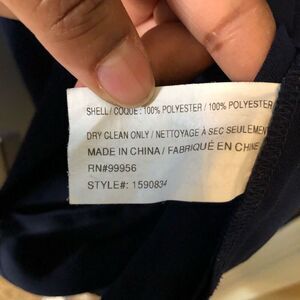 SHELL / COQUE : 100% POLYESTER / 100% POLYESTER
DRY CLEAN ONLY / NETTOYAGE À SEC SEULEMEN
MADE IN CHINA / FABRIQUÉ EN CHINE
RN#99956
STYLE#: 1590834